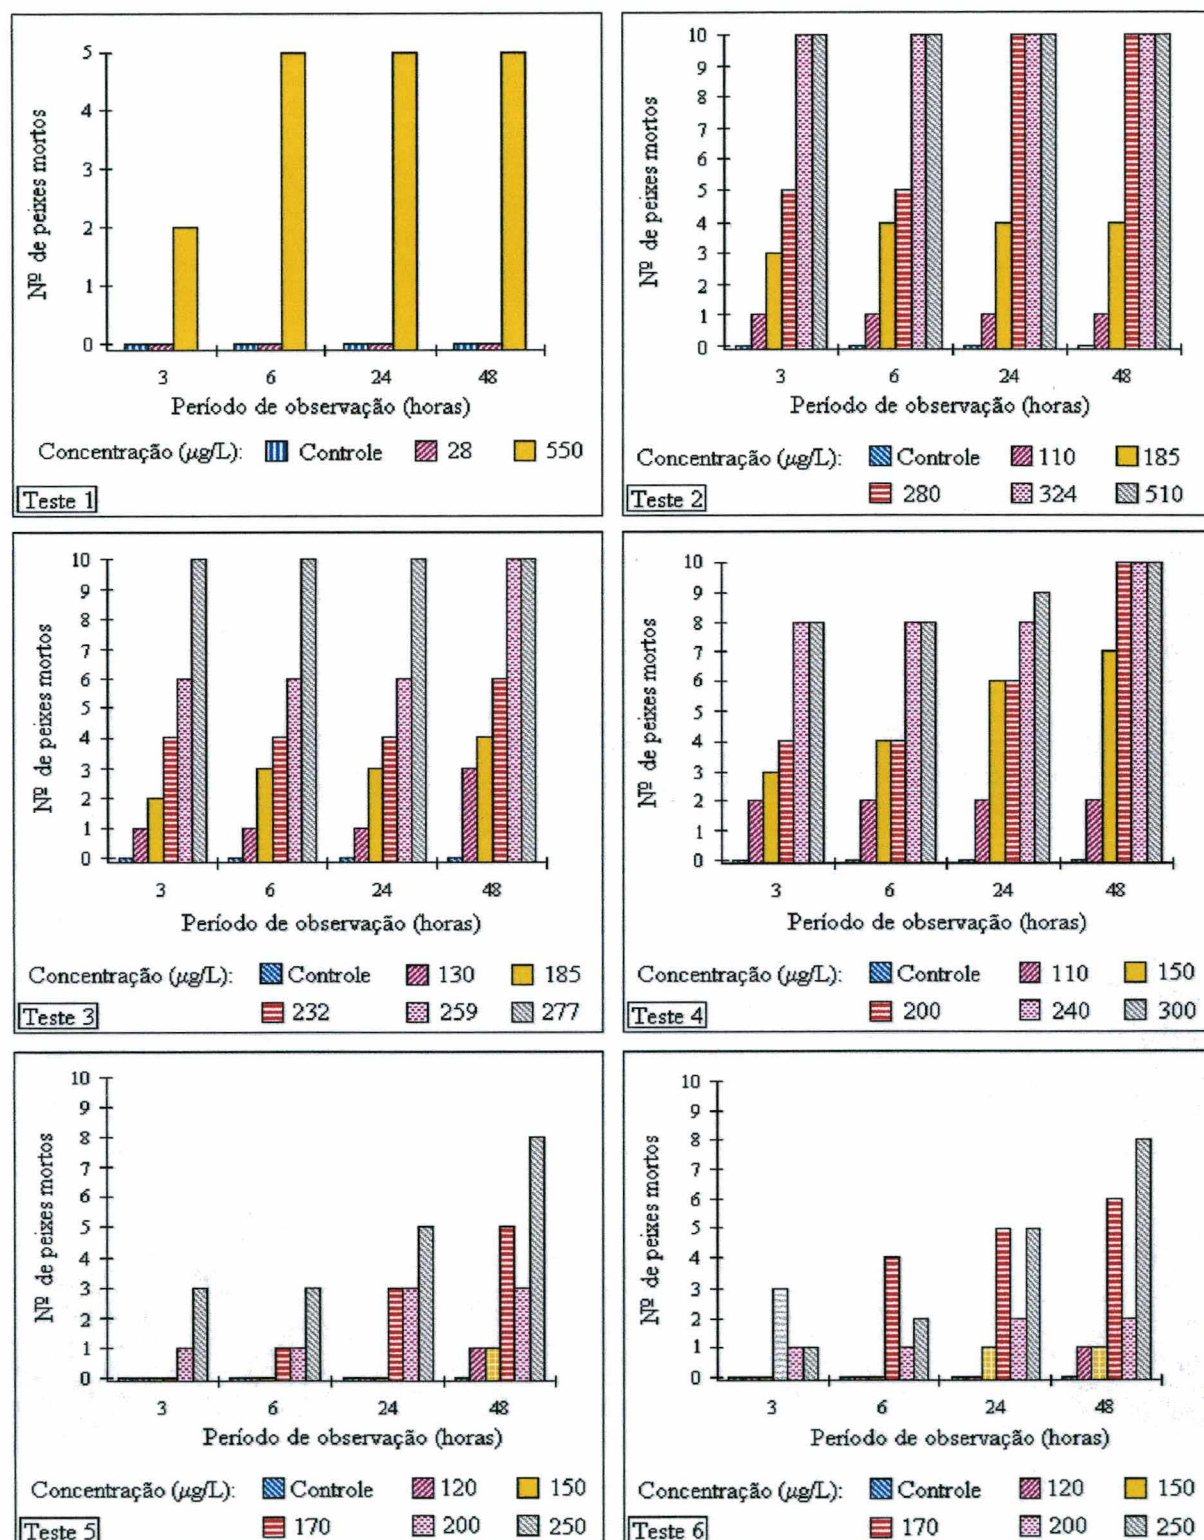 Nº de peixes mortos
5
4
3
2
1
0
3 6 24 48
Período de observação (horas)
Concentração (µg/L): Controle 28 550
Teste 1
Nº de peixes mortos
10
9
8
7
6
5
4
3
2
1
0
3 6 24 48
Período de observação (horas)
Concentração (µg/L): Controle 110 185
280 324 510
Teste 2
Nº de peixes mortos
10
9
8
7
6
5
4
3
2
1
0
3 6 24 48
Período de observação (horas)
Concentração (µg/L): Controle 130 185
232 259 277
Teste 3
Nº de peixes mortos
10
9
8
7
6
5
4
3
2
1
0
3 6 24 48
Período de observação (horas)
Concentração (µg/L): Controle 110 150
200 240 300
Teste 4
Nº de peixes mortos
10
9
8
7
6
5
4
3
2
1
0
3 6 24 48
Período de observação (horas)
Concentração (µg/L): Controle 120 150
170 200 250
Teste 5
Nº de peixes mortos
10
9
8
7
6
5
4
3
2
1
0
3 6 24 48
Período de observação (horas)
Concentração (µg/L): Controle 120 150
170 200 250
Teste 6